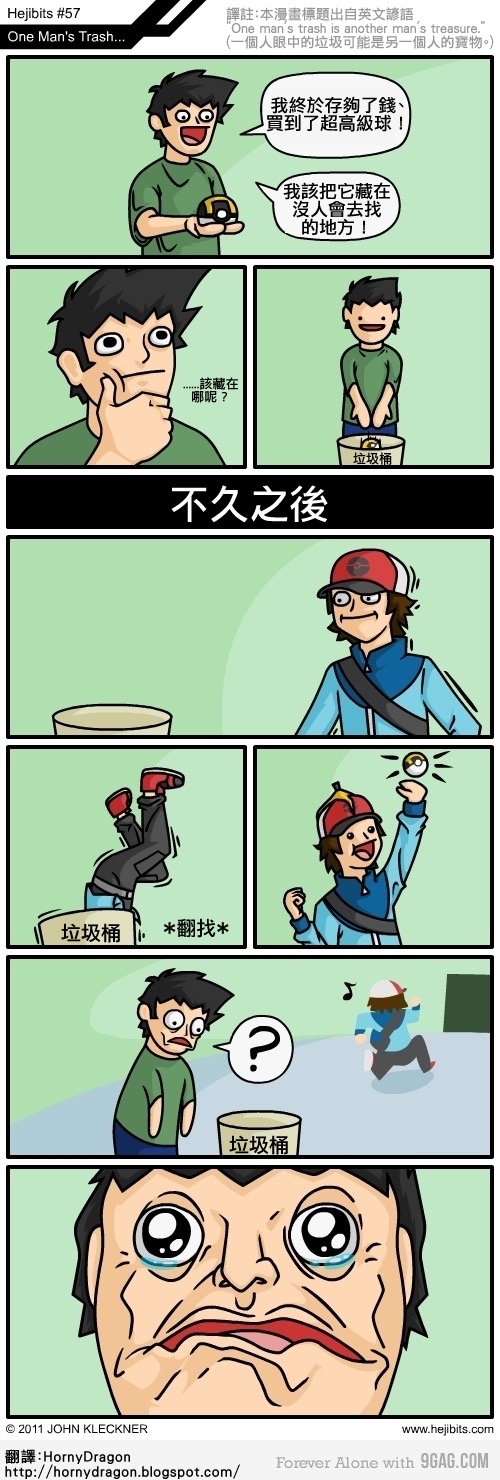 Hejibits #57
One Man's Trash...
譯註:本漫畫標題出自英文諺語
"One man's trash is another man's treasure."
(一個人眼中的垃圾可能是另一個人的寶物。)
我終於存夠了錢、
買到了超高級球！
我該把它藏在
沒人會去找
的地方！
......該藏在
哪呢？
垃圾桶
不久之後
垃圾桶
*翻找*
?
垃圾桶
© 2011 JOHN KLECKNER
www.hejibits.com
翻譯:HornyDragon
http://hornydragon.blogspot.com/
Forever Alone with 9GAG.COM